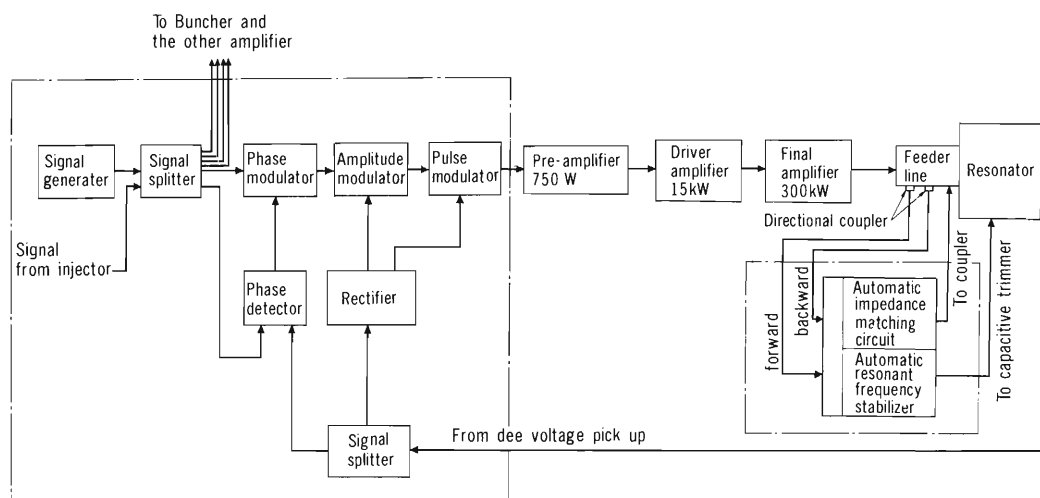 To Buncher and
the other amplifier
Signal
generater
Signal
splitter
Phase
modulator
Amplitude
modulator
Pulse
modulator
Pre-amplifier
750 W
Driver
amplifier
15kW
Final
amplifier
300kW
Feeder
line
Resonator
Directional coupler
Signal
from injector
Phase
detector
Rectifier
forward
backward
Automatic
impedance
matching
circuit
Automatic
resonant
frequency
stabilizer
To coupler
To capacitive trimmer
Signal
splitter
From dee voltage pick up